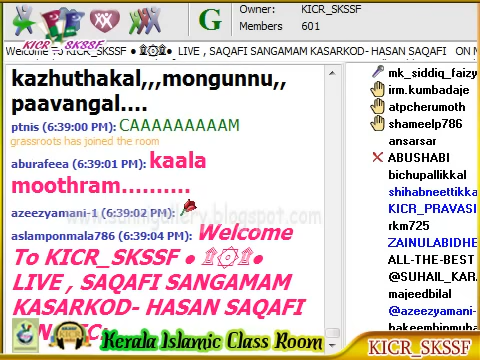 KICR_SKSSF
G
Owner: KICR_SKSSF
Members 601
Welcome To KICR_SKSSF ● ۩۞۩● LIVE , SAQAFI SANGAMAM KASARKOD- HASAN SAQAFI ON M
kazhuthakal,,,mongunnu,,
paavangal....
ptnis (6:39:00 PM): CAAAAAAAAAM
grassroots has joined the room
aburafeea (6:39:01 PM): kaala
moothram..........
azeezyamani-1 (6:39:02 PM):
aslamponmala786 (6:39:04 PM): Welcome
To KICR_SKSSF ● ۩۞۩●
LIVE , SAQAFI SANGAMAM
KASARKOD- HASAN SAQAFI
mk_siddiq_faizy
irm.kumbadaje
atpcherumoth
shameelp786
ansarsar
ABUSHABI
bichupallikkal
shihabneettikka
KICR_PRAVASI
rkm725
ZAINULABIDHE
ALL-THE-BEST
@SUHAIL_KAR
majeedbilal
@azeezyamani-
hakeembinmuha
Kerala Islamic Class Room
KICR_SKSSF